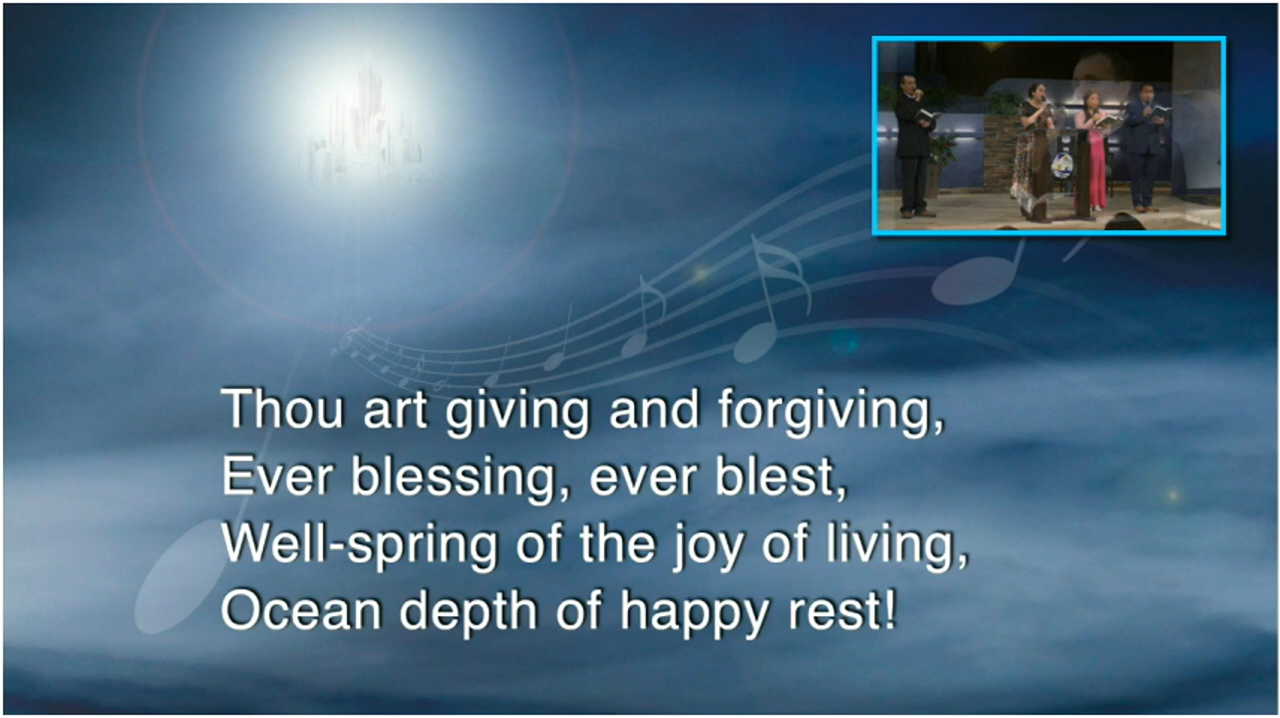 Thou art giving and forgiving,
Ever blessing, ever blest,
Well-spring of the joy of living,
Ocean depth of happy rest!